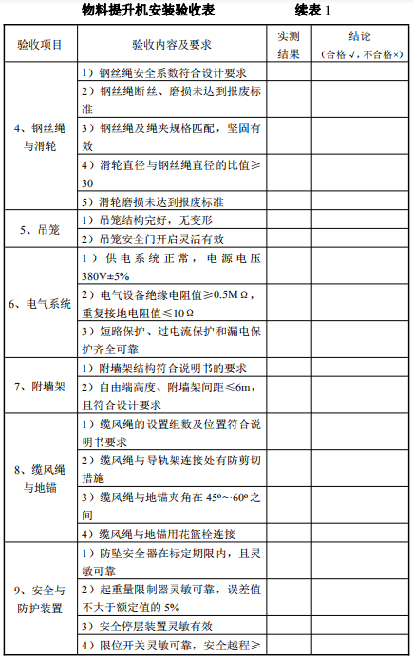 物料提升机安装验收表 续表 1
验收项目 验收内容及要求 实测结果 结论（合格√，不合格×）
4、钢丝绳与滑轮
1）钢丝绳安全系数符合设计要求
2）钢丝绳断丝、磨损未达到报废标
准
3）钢丝绳及绳夹规格匹配，坚固有
效
4）滑轮直径与钢丝绳直径的比值≥
30
5）滑轮磨损未达到报废标准
5、吊笼
1）吊笼结构完好，无变形
2）吊笼安全门开启灵活有效
6、电气系统
1）供电系统正常，电源电压
380V±5%
2）电气设备绝缘电阻值≥0.5MΩ，
重复接地电阻值≤10Ω
3）短路保护、过电流保护和漏电保
护齐全可靠
7、附墙架
1）附墙架结构符合说明书的要求
2）自由端高度、附墙架间距≤6m，
且符合设计要求
8、缆风绳与地锚
1）缆风绳的设置组数及位置符合说
明书要求
2）缆风绳与导轨架连接处有防剪切
措施
3）缆风绳与地锚夹角在 45º～60º之
间
4）缆风绳与地锚用花篮栓连接
9、安全与防护装置
1）防坠安全器在标定期限内，且灵
敏可靠
2）起重量限制器灵敏可靠，误差值
不大于额定值的 5%
3）安全停层装置灵敏有效
4）限位开关灵敏可靠，安全越程≥